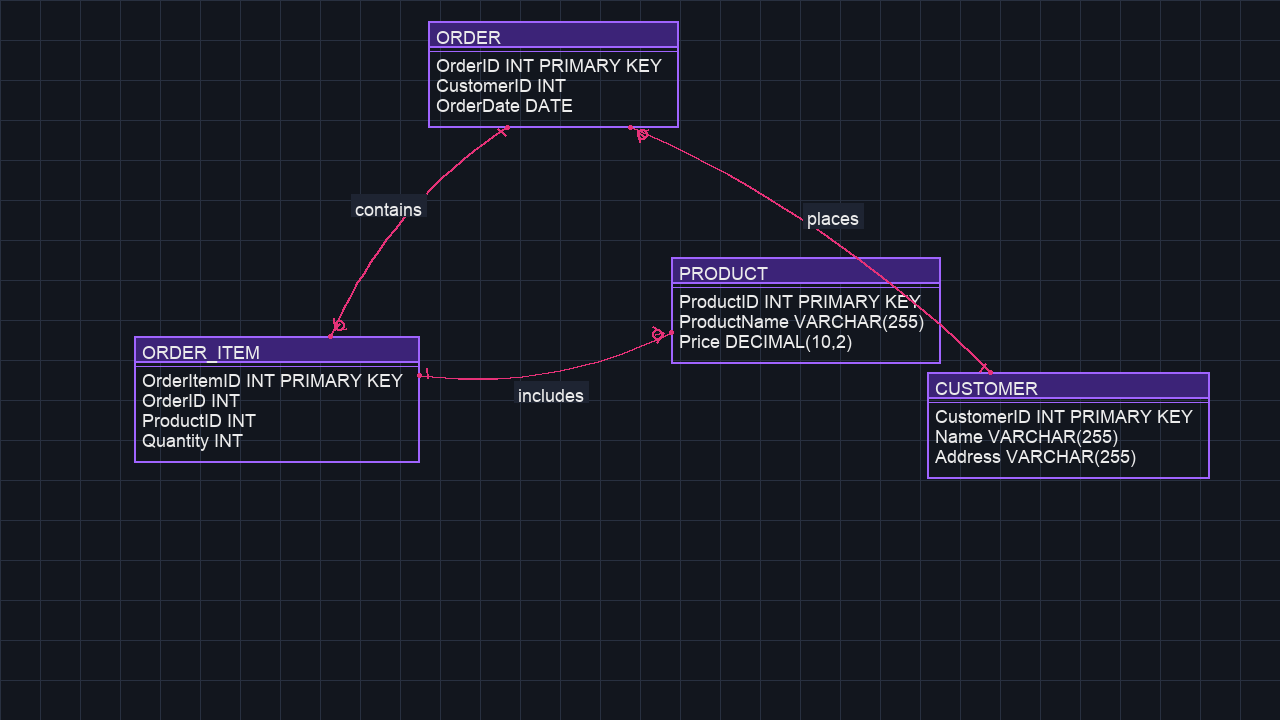 ORDER
OrderID INT PRIMARY KEY
CustomerID INT
OrderDate DATE
contains
places
PRODUCT
ProductID INT PRIMARY KEY
ProductName VARCHAR(255)
Price DECIMAL(10,2)
ORDER_ITEM
OrderItemID INT PRIMARY KEY
OrderID INT
ProductID INT
Quantity INT
includes
CUSTOMER
CustomerID INT PRIMARY KEY
Name VARCHAR(255)
Address VARCHAR(255)